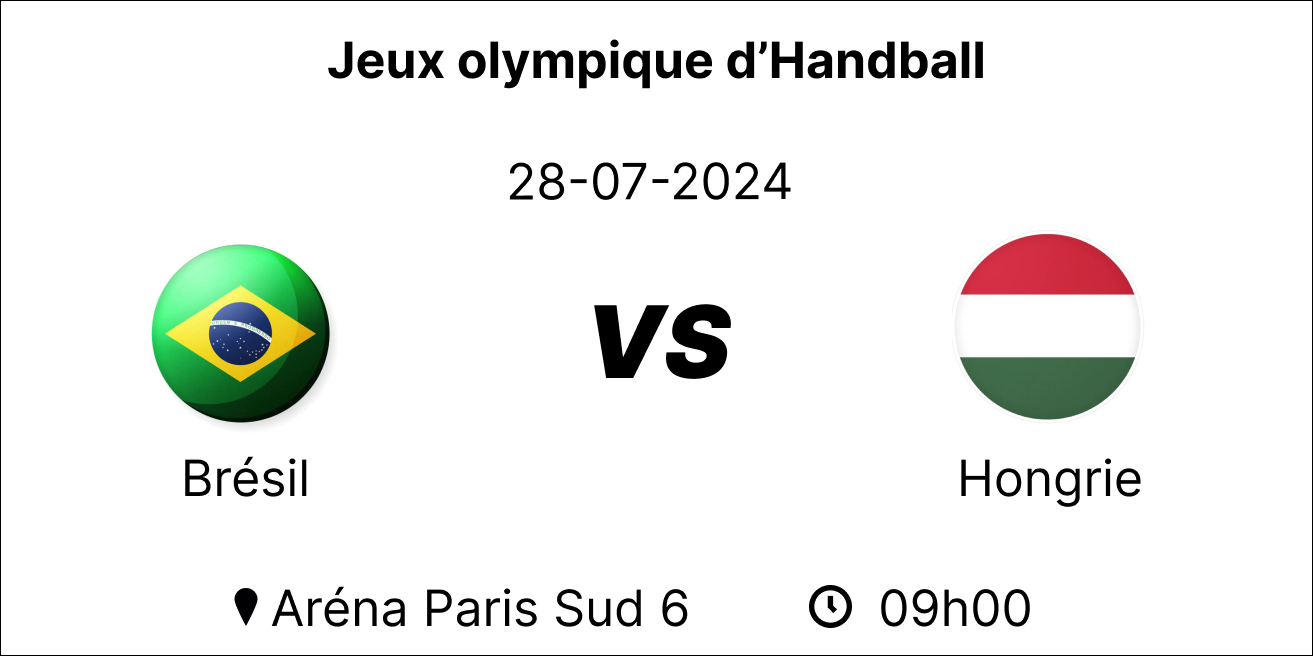 Jeux olympique d’Handball
28-07-2024
VS
Brésil
Hongrie
Aréna Paris Sud 6
09h00